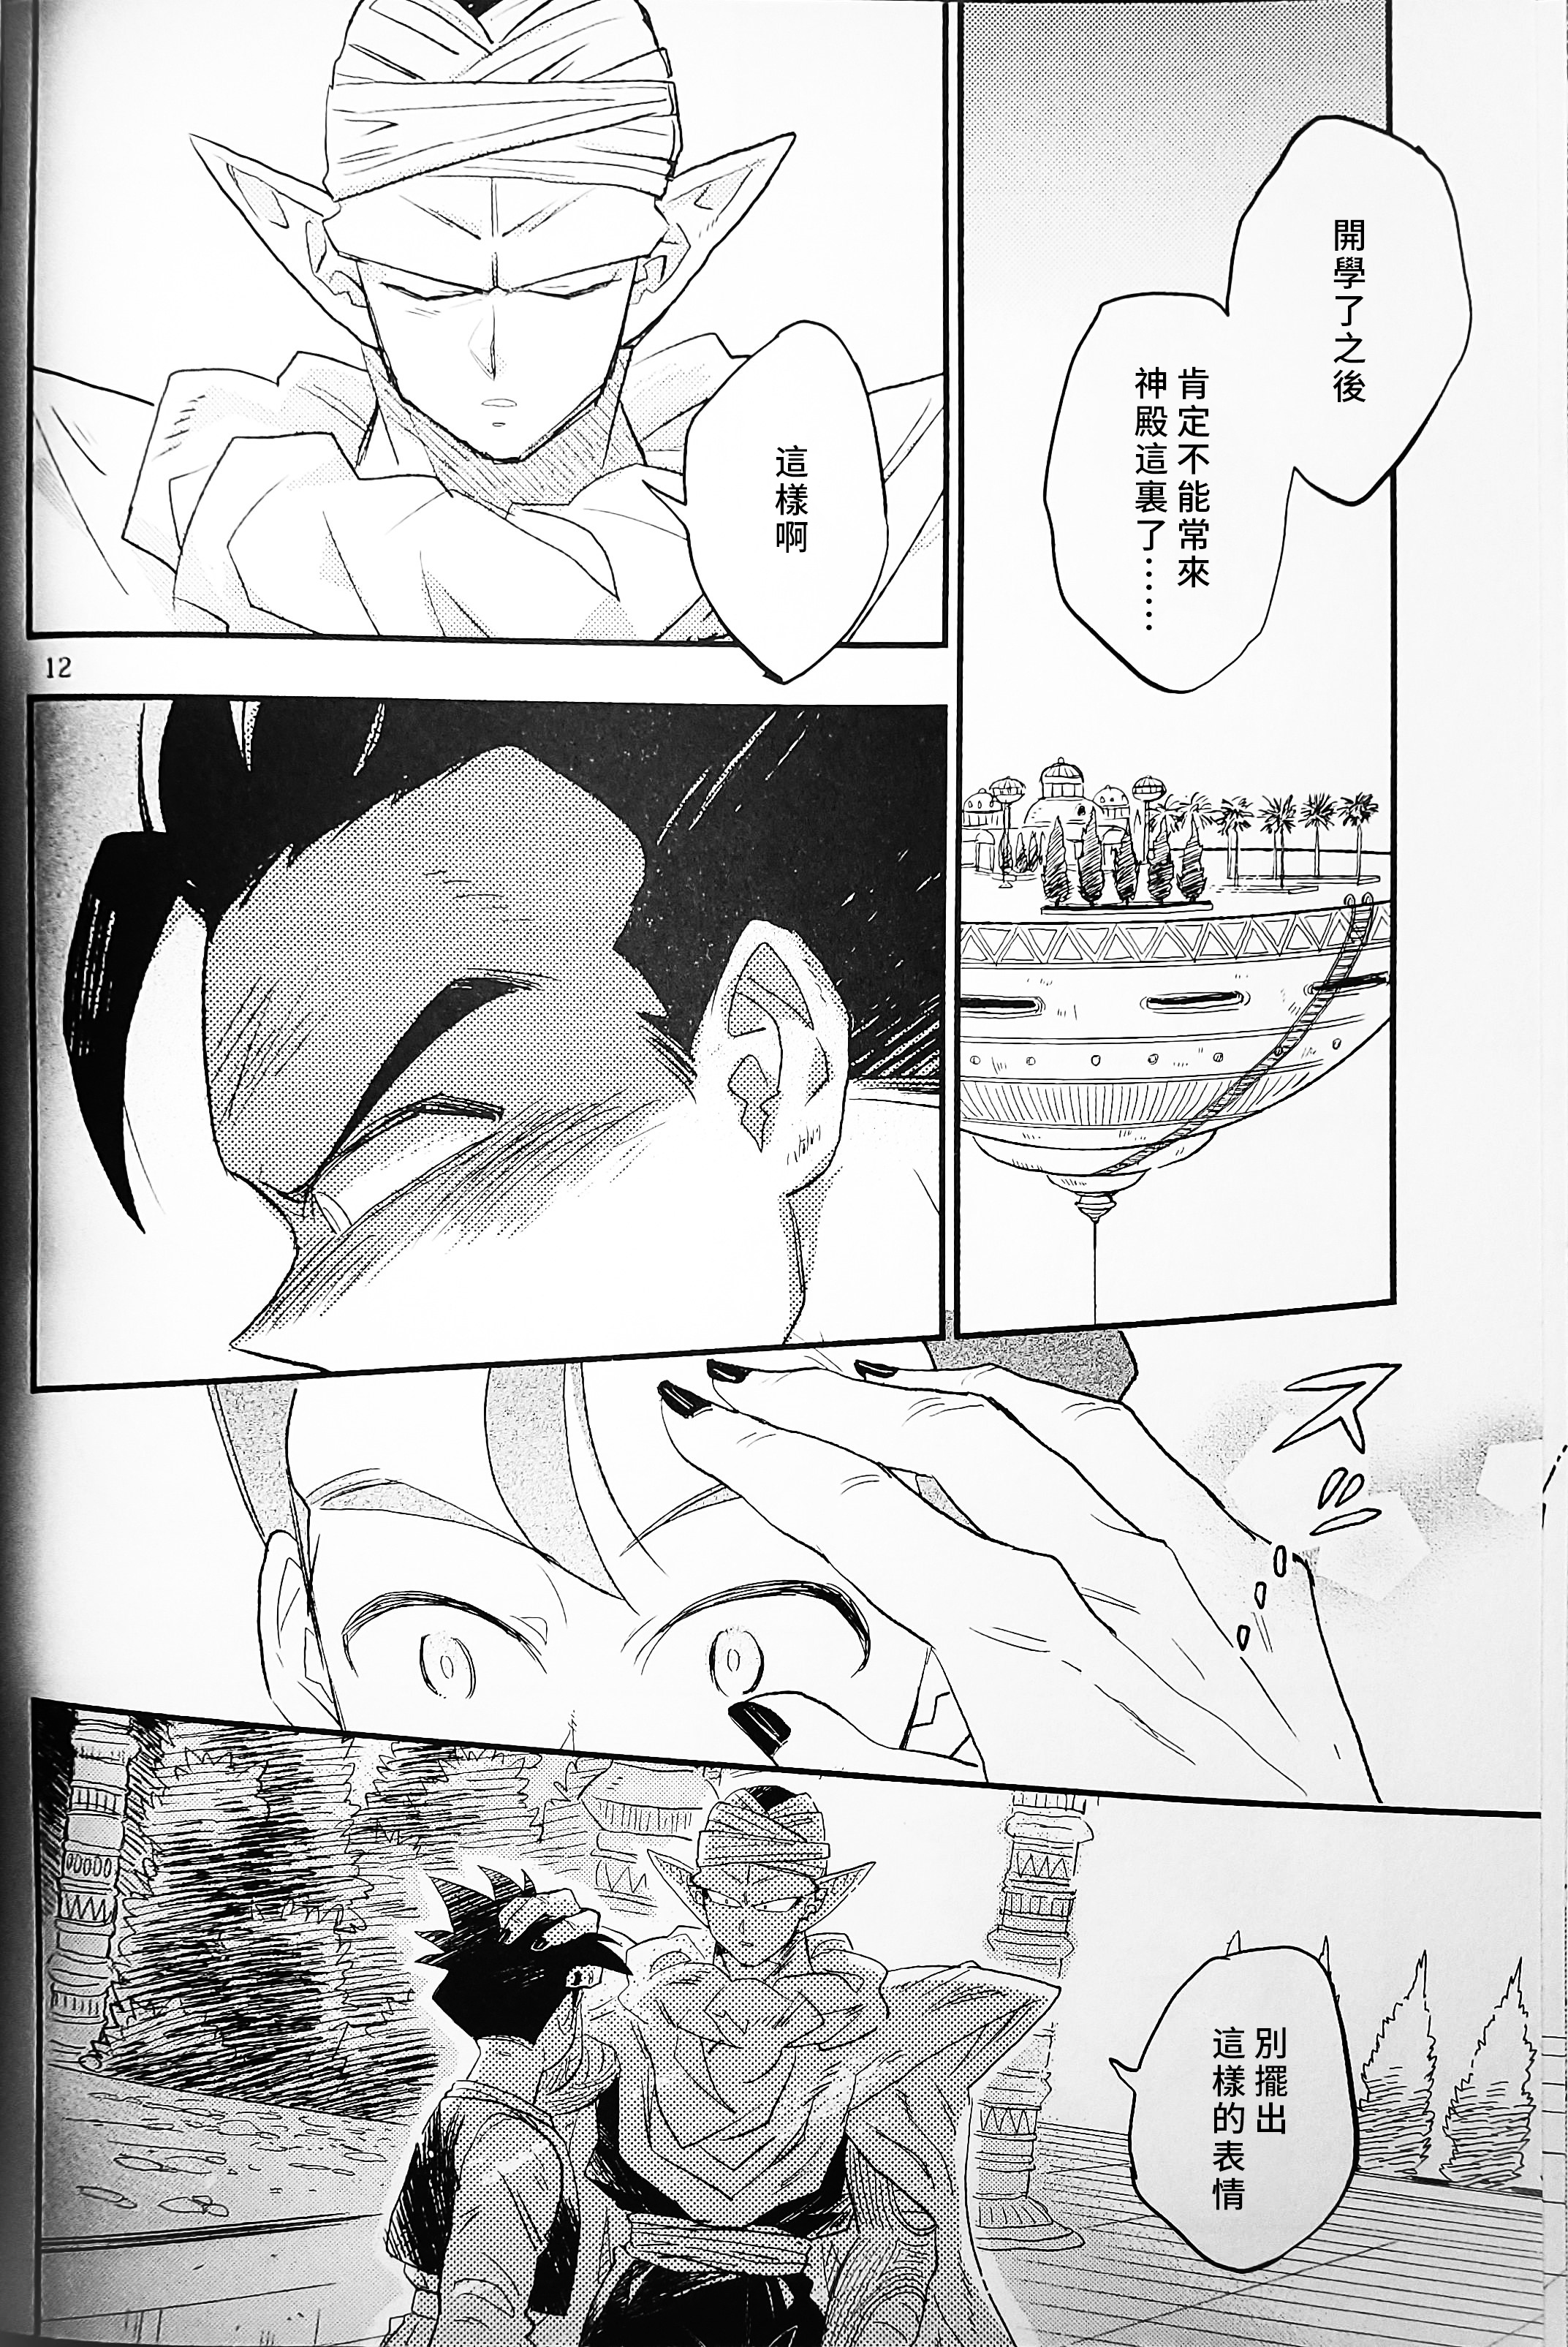 開學了之後
肯定不能常來
神殿這裏了……
這樣啊
12
ズ
別擺出
這樣的表情